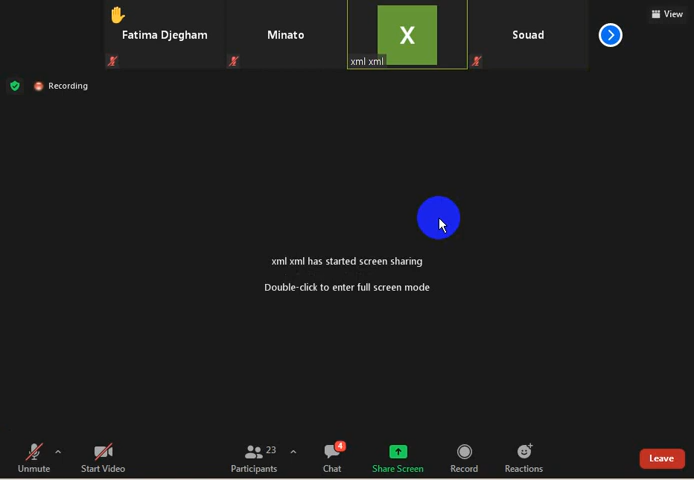 View
Fatima Djegham
Minato
X
xml xml
Souad
Recording
xml xml has started screen sharing
Double-click to enter full screen mode
Unmute
Start Video
23
Participants
4
Chat
Share Screen
Record
Reactions
Leave